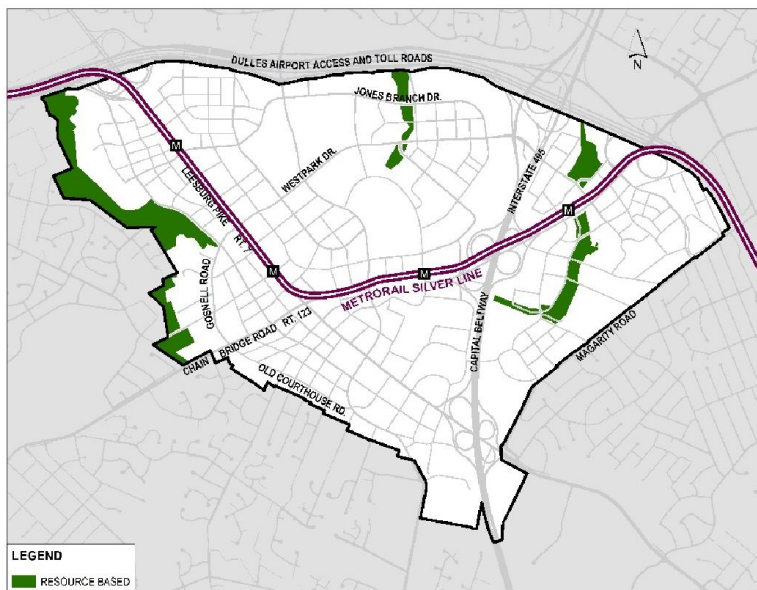 DULLES AIRPORT ACCESS AND TOLL ROADS
N
JONES BRANCH DR.
WESTPARK DR.
INTERSTATE 495
M
LEESBURG PIKE RT. 7
M
M
M
METRORAIL SILVER LINE
GOSNELL ROAD
CHAIN BRIDGE ROAD RT. 123
OLD COURTHOUSE RD.
CAPITAL BELTWAY
MAGARITY ROAD
LEGEND
RESOURCE BASED